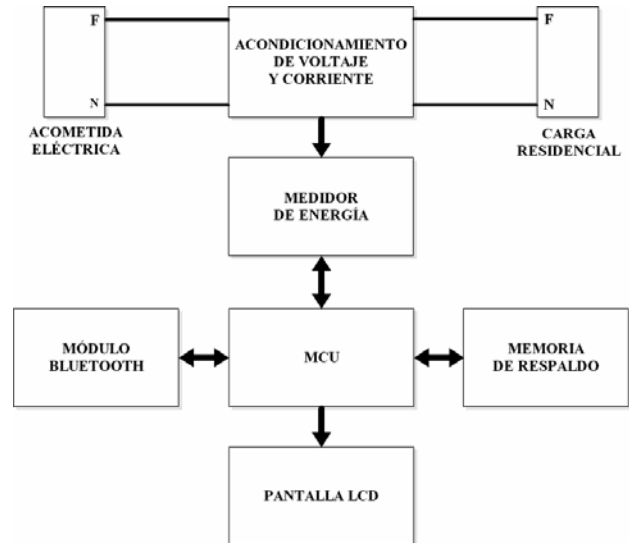 F
ACONDICIONAMIENTO
DE VOLTAJE
Y CORRIENTE
F
N
N
ACOMETIDA
ELÉCTRICA
CARGA
RESIDENCIAL
MEDIDOR
DE ENERGÍA
MÓDULO
BLUETOOTH
MCU
MEMORIA
DE RESPALDO
PANTALLA LCD